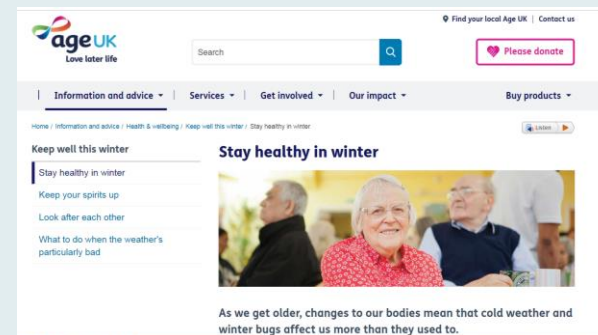 Find your local Age UK | Contact us
age UK
Love later life
Search
Please donate
Information and advice | Services | Get involved | Our impact Buy products
Home / Information and advice / Health & wellbeing / Keep well this winter / Stay healthy in winter
Listen
Keep well this winter
Stay healthy in winter
Keep your spirits up
Look after each other
What to do when the weather's
particularly bad
Stay healthy in winter
As we get older, changes to our bodies mean that cold weather and
winter bugs affect us more than they used to.